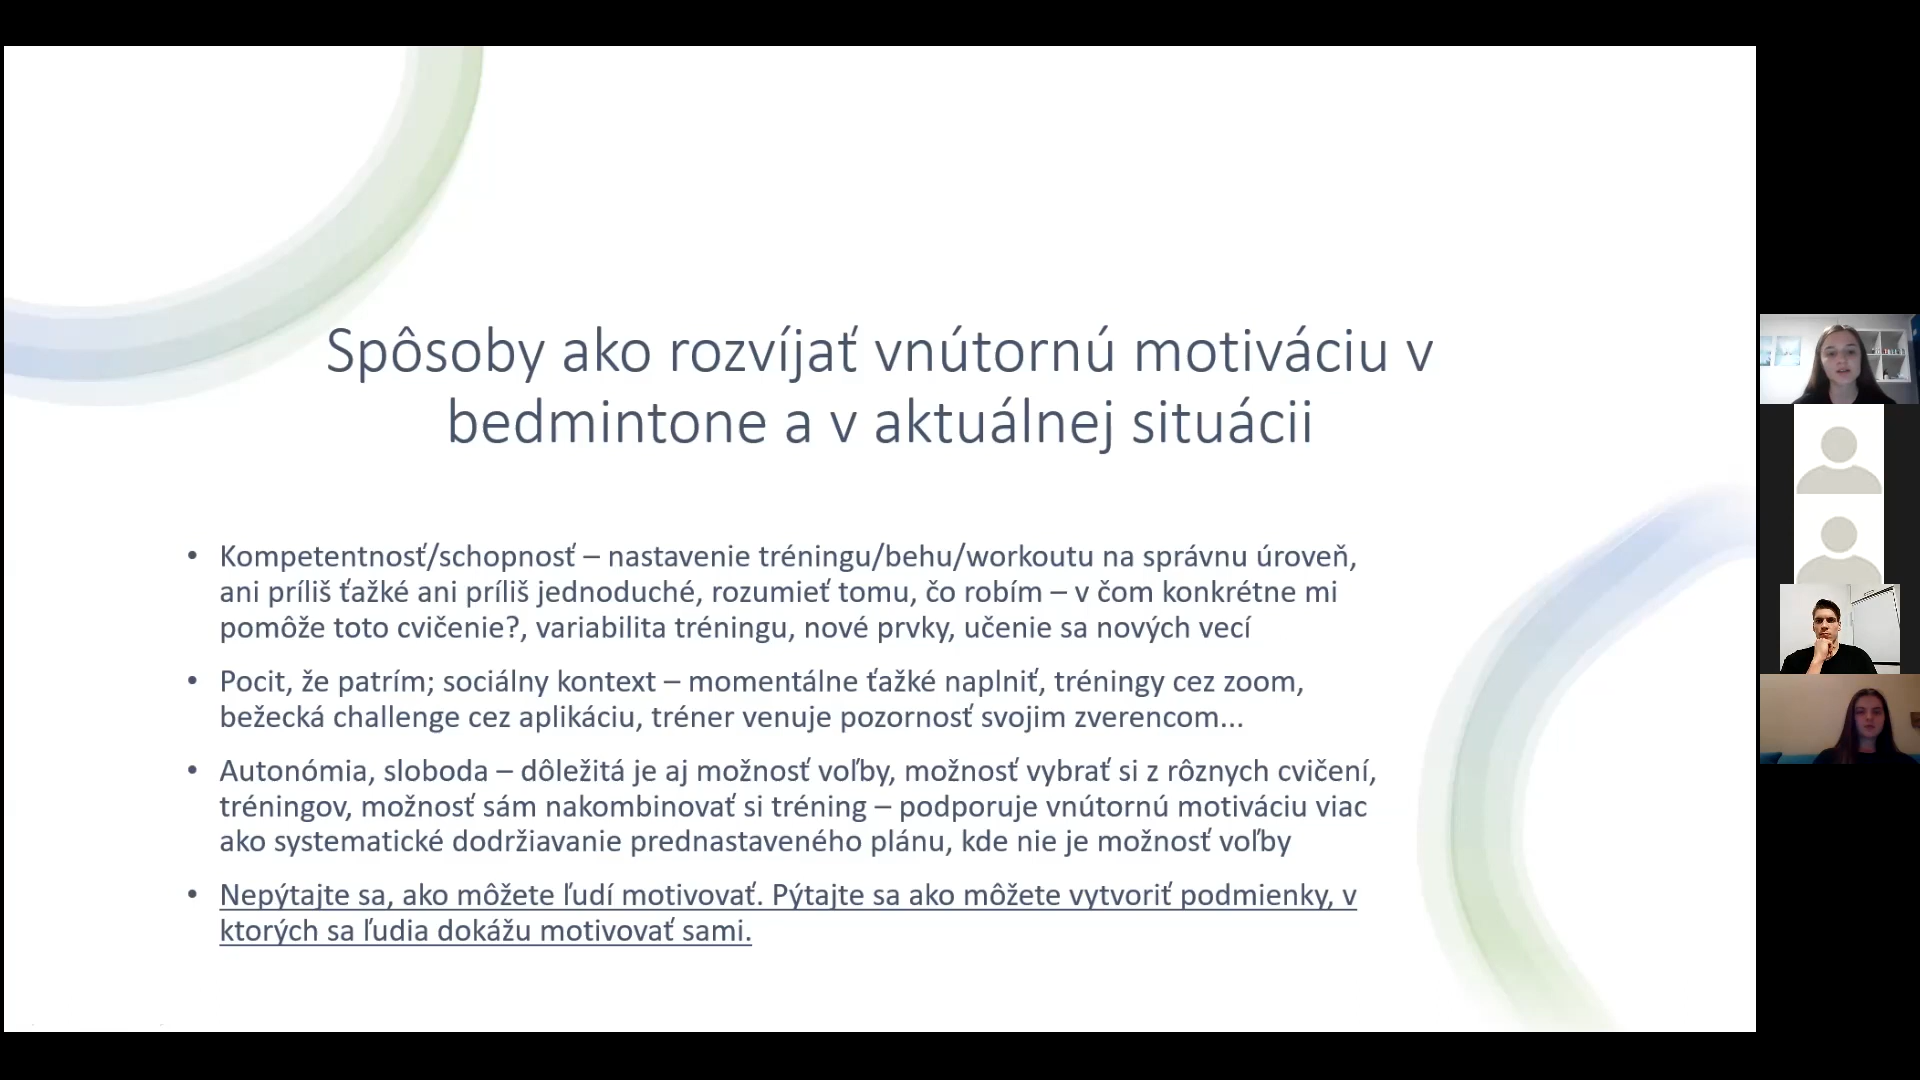 Spôsoby ako rozvíjať vnútornú motiváciu v
bedmintone a v aktuálnej situácii
• Kompetentnosť/schopnosť – nastavenie tréningu/behu/workoutu na správnu úroveň,
ani príliš ťažké ani príliš jednoduché, rozumieť tomu, čo robím – v čom konkrétne mi
pomôže toto cvičenie?, variabilita tréningu, nové prvky, učenie sa nových vecí
• Pocit, že patrím; sociálny kontext – momentálne ťažké naplniť, tréningy cez zoom,
bežecká challenge cez aplikáciu, tréner venuje pozornosť svojim zverencom...
• Autonómia, sloboda – dôležitá je aj možnosť voľby, možnosť vybrať si z rôznych cvičení,
tréningov, možnosť sám nakombinovať si tréning – podporuje vnútornú motiváciu viac
ako systematické dodržiavanie prednastaveného plánu, kde nie je možnosť voľby
• Nepýtajte sa, ako môžete ľudí motivovať. Pýtajte sa ako môžete vytvoriť podmienky, v
ktorých sa ľudia dokážu motivovať sami.